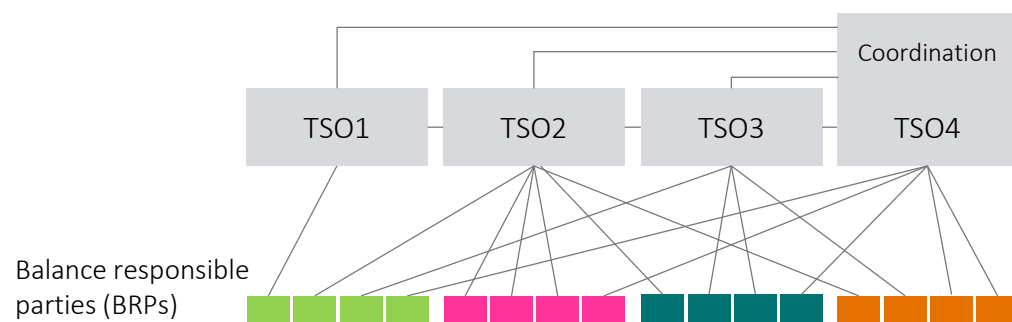 Coordination
TSO1
TSO2
TSO3
TSO4
Balance responsible
parties (BRPs)